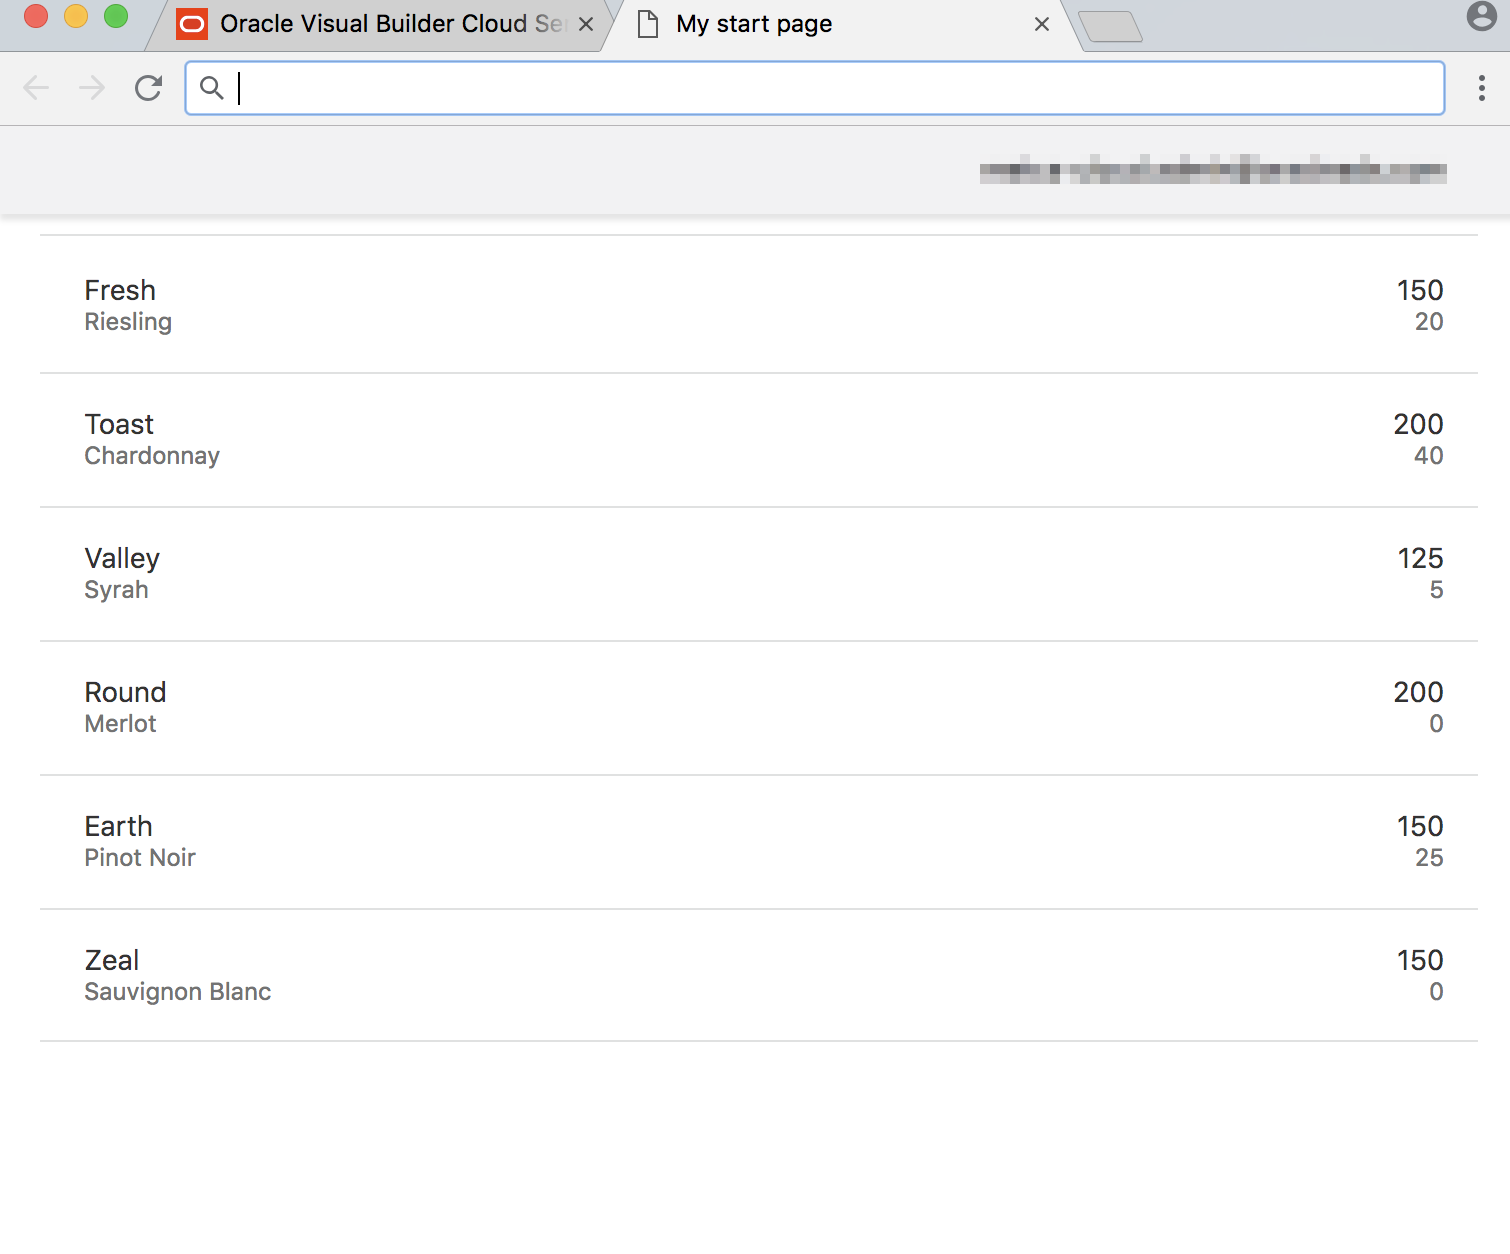 Oracle Visual Builder Cloud Se
My start page
Fresh
150
Riesling
20
Toast
200
Chardonnay
40
Valley
125
Syrah
5
Round
200
Merlot
0
Earth
150
Pinot Noir
25
Zeal
150
Sauvignon Blanc
0